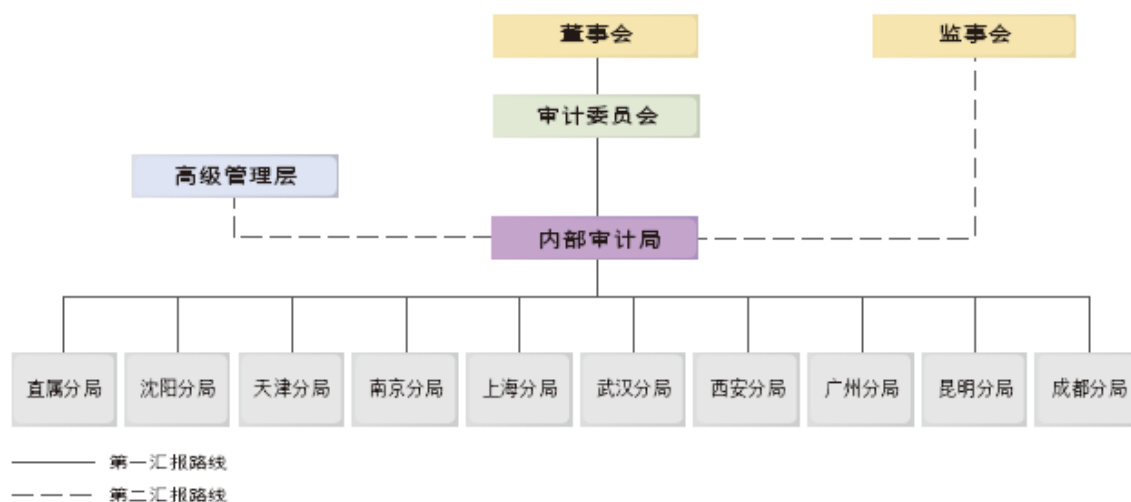 董事会
监事会
审计委员会
高级管理层
内部审计局
直属分局
沈阳分局
天津分局
南京分局
上海分局
武汉分局
西安分局
广州分局
昆明分局
成都分局
第一汇报路线
第二汇报路线